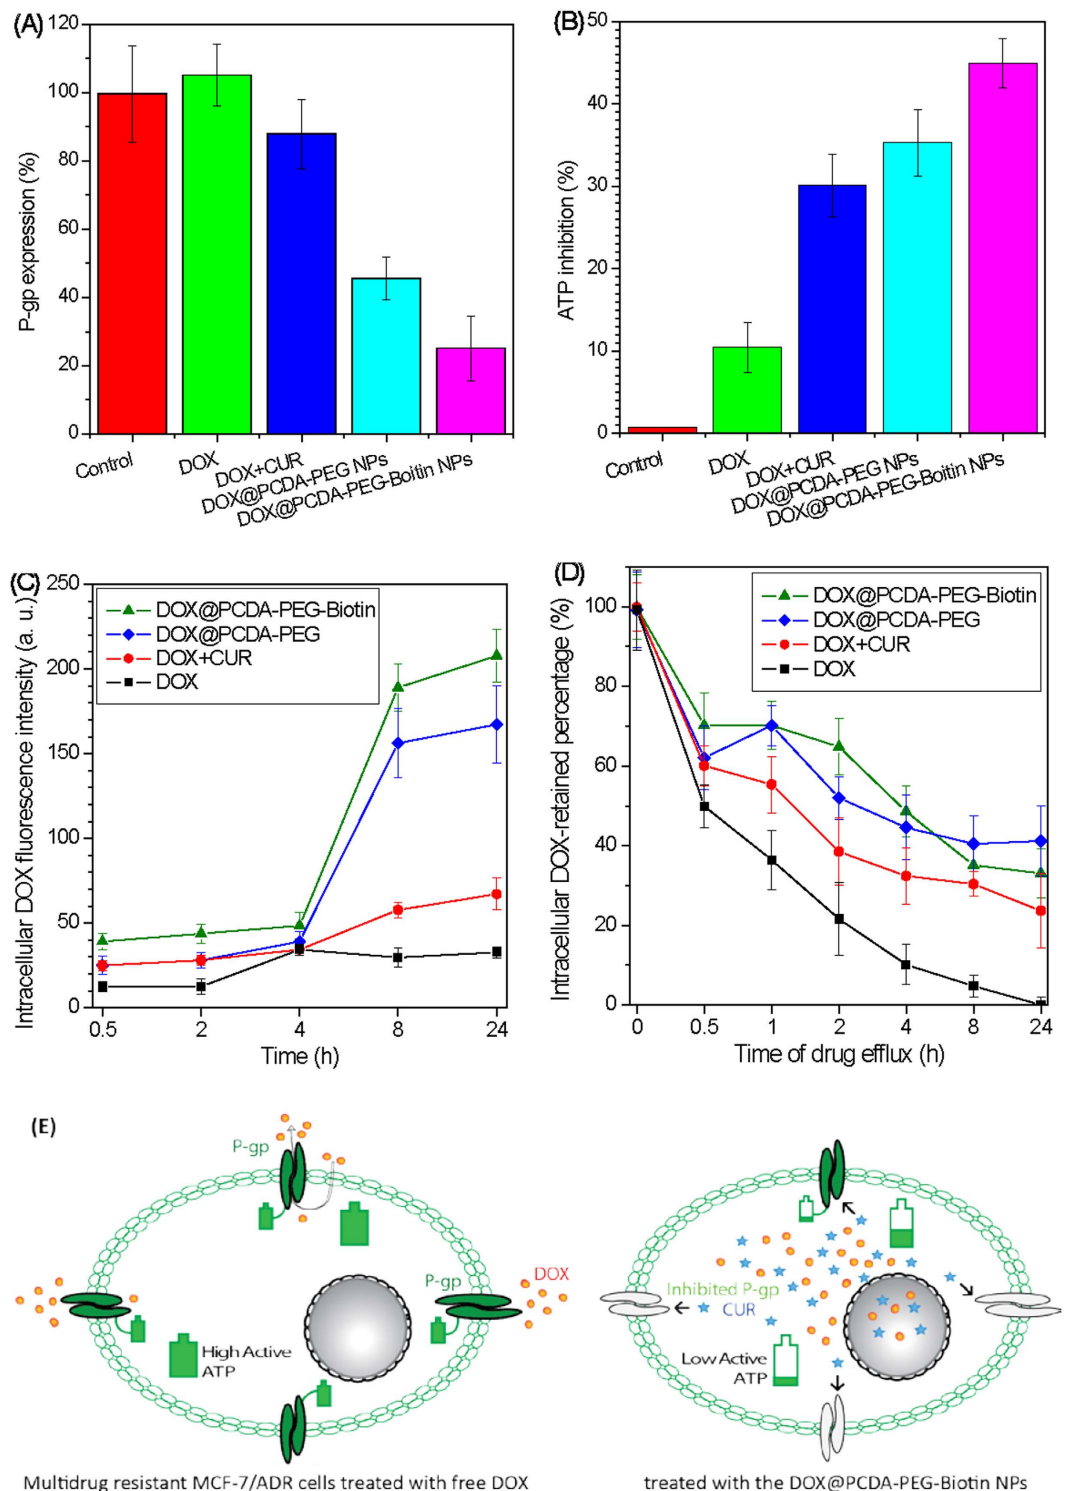 (A)
120
100
80
60
40
20
0
P-gp expression (%)
Control
DOX
DOX+CUR
DOX@PCDA-PEG NPs
DOX@PCDA-PEG-Boitin NPs
(B)
50
40
30
20
10
0
ATP inhibition (%)
Control
DOX
DOX+CUR
DOX@PCDA-PEG NPs
DOX@PCDA-PEG-Boitin NPs
(C)
250
200
150
100
50
0
Intracellular DOX fluorescence intensity (a. u.)
DOX@PCDA-PEG-Biotin
DOX@PCDA-PEG
DOX+CUR
DOX
0.5 2 4 8 24
Time (h)
(D)
100
80
60
40
20
0
Intracellular DOX-retained percentage (%)
DOX@PCDA-PEG-Biotin
DOX@PCDA-PEG
DOX+CUR
DOX
0 0.5 1 2 4 8 24
Time of drug efflux (h)
(E)
P-gp
P-gp
DOX
High Active
ATP
Multidrug resistant MCF-7/ADR cells treated with free DOX
Inhibited P-gp
CUR
Low Active
ATP
treated with the DOX@PCDA-PEG-Biotin NPs